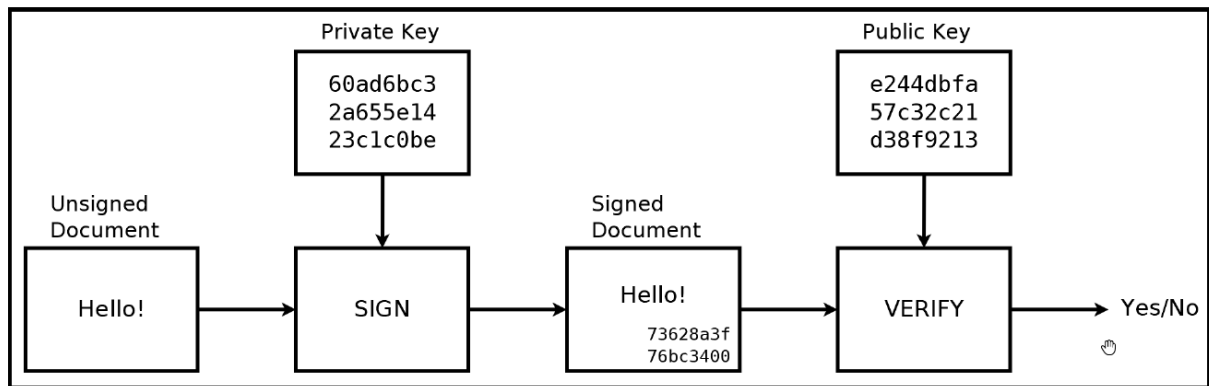 Private Key
60ad6bc3
2a655e14
23c1c0be
Public Key
e244dbfa
57c32c21
d38f9213
Unsigned
Document
Hello!
SIGN
Signed
Document
Hello!
73628a3f
76bc3400
VERIFY
Yes/No